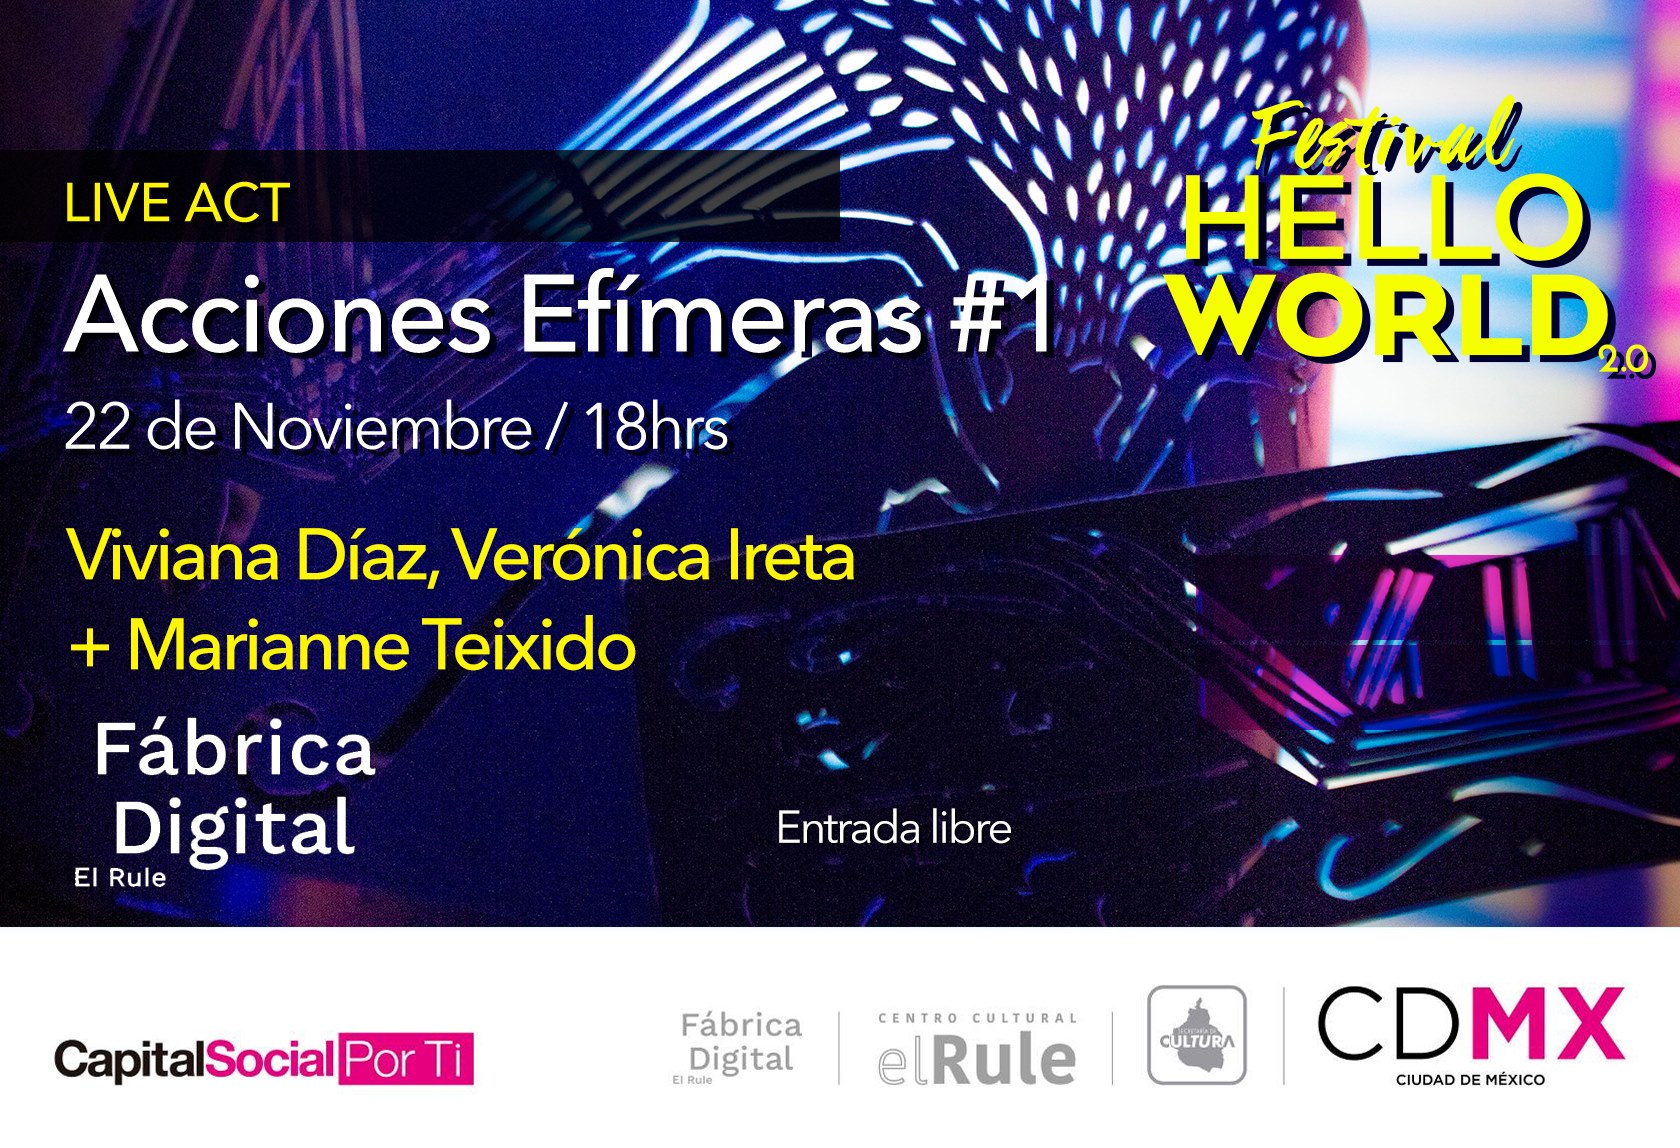 Festival
HELLO
WORLD
2.0
LIVE ACT
Acciones Efímeras #1
22 de Noviembre / 18hrs
Viviana Díaz, Verónica Ireta
+ Marianne Teixido
Fábrica
Digital
El Rule
Entrada libre
CapitalSocial Por Ti
Fábrica
Digital
El Rule
CENTRO CULTURAL
elRule
SECRETARÍA DE
CULTURA
CDMX
CIUDAD DE MÉXICO